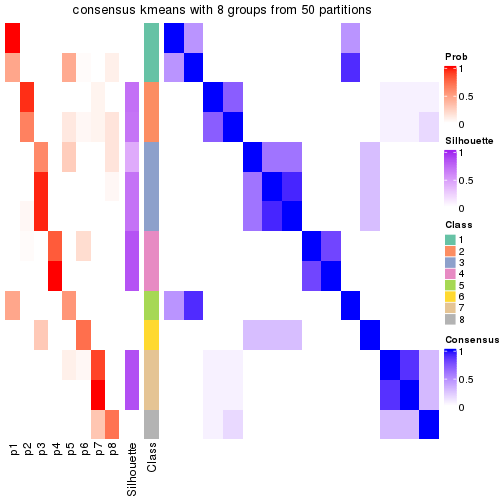 consensus kmeans with 8 groups from 50 partitions
Prob
1
0.5
0
Silhouette
1
0.5
0
Class
1
2
3
4
5
6
7
8
Consensus
1
0.5
0
p1
p2
p3
p4
p5
p6
p7
p8
Silhouette
Class